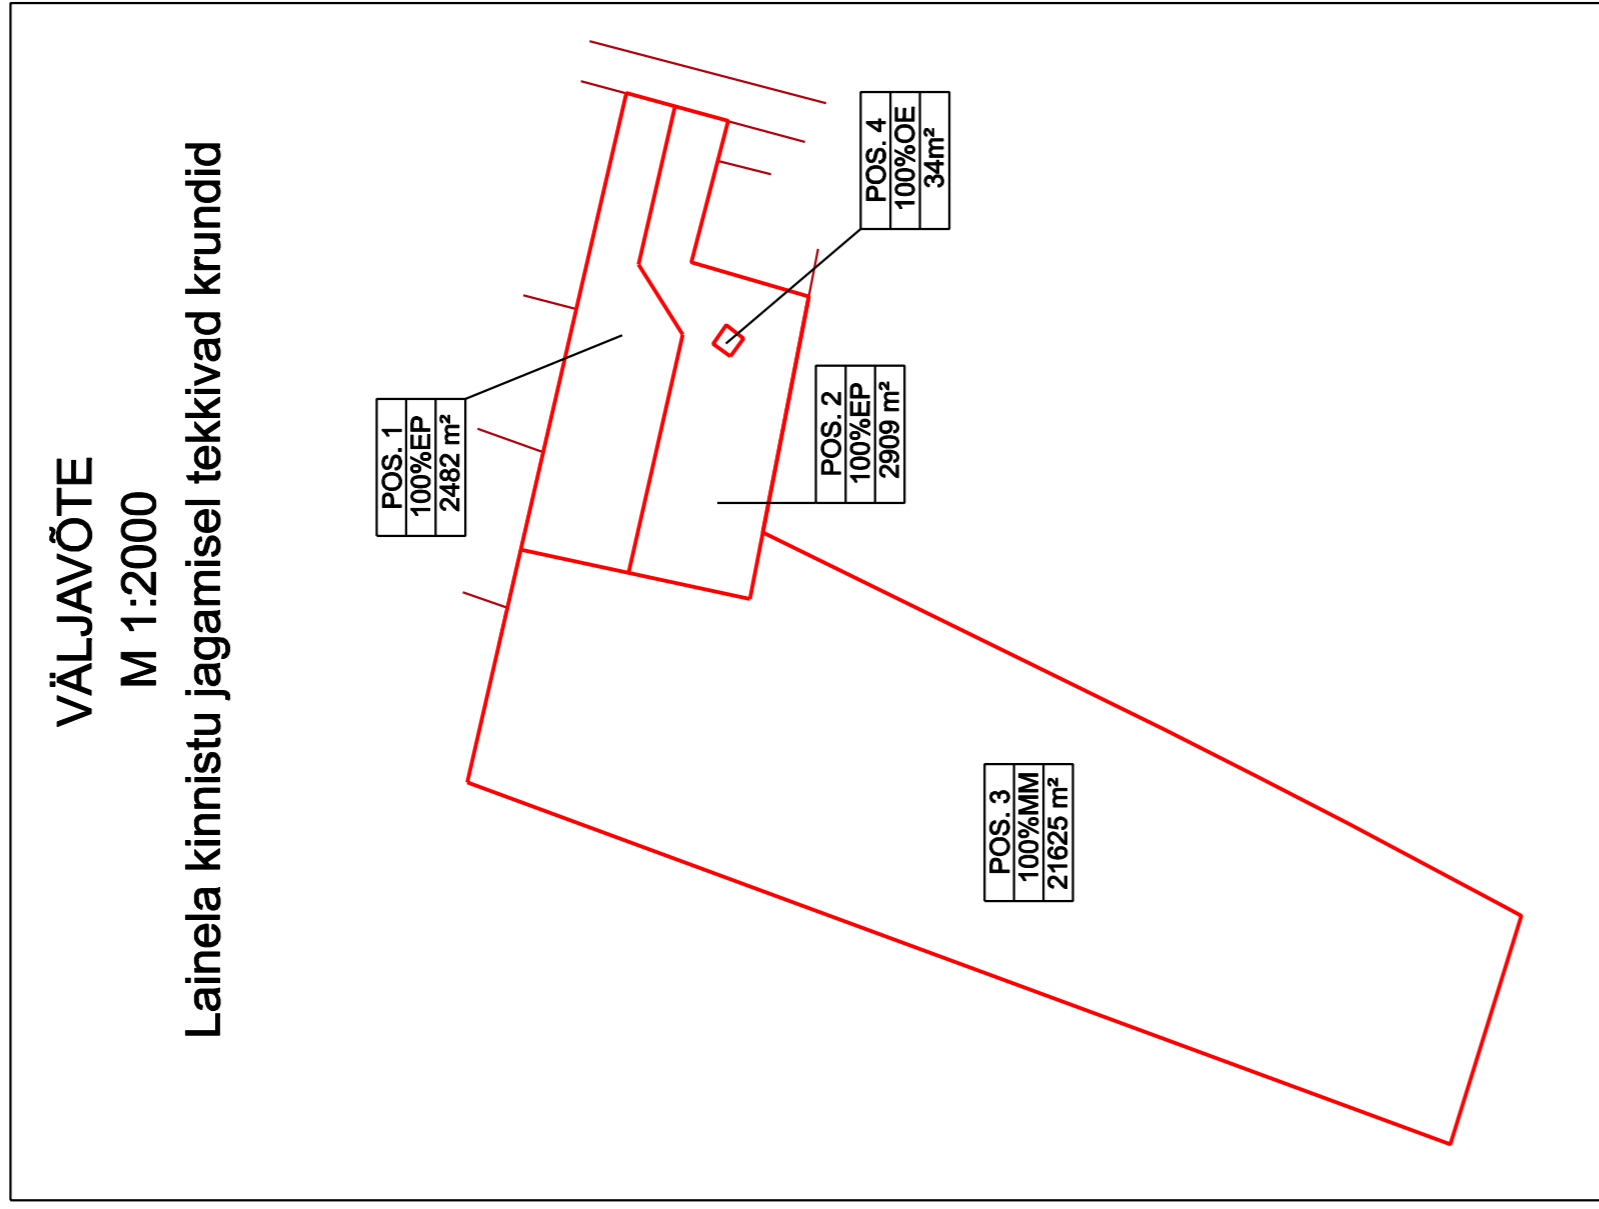 VÄLJAVÕTE
M 1:2000
Lainela kinnistu jagamisel tekkivad krundid
POS. 1
100%EP
2482 m²
POS. 2
100%EP
2909 m²
POS. 4
100%OE
34m²
POS. 3
100%MM
21625 m²